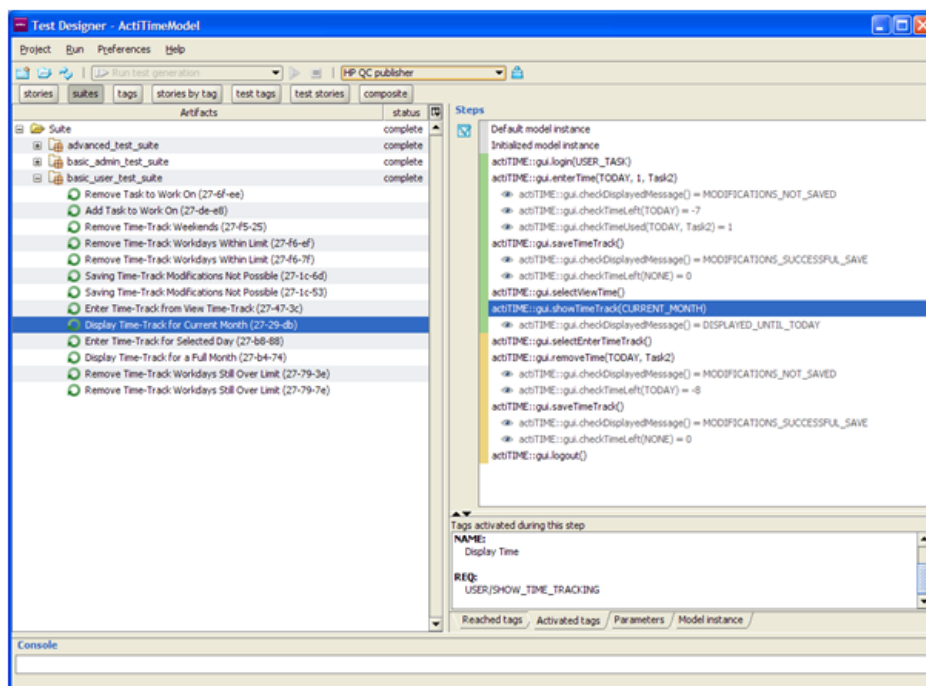 Test Designer - ActiTimeModel
Project Run Preferences Help
Run test generation HP QC publisher
stories suites tags stories by tag test tags test stories composite
Artifacts status
Suite complete
advanced_test_suite complete
basic_admin_test_suite complete
basic_user_test_suite complete
Remove Task to Work On (27-6f-ee)
Add Task to Work On (27-de-e8)
Remove Time-Track Weekends (27-f5-25)
Remove Time-Track Workdays Within Limit (27-f6-ef)
Remove Time-Track Workdays Within Limit (27-f6-7f)
Saving Time-Track Modifications Not Possible (27-1c-6d)
Saving Time-Track Modifications Not Possible (27-1c-53)
Enter Time-Track from View Time-Track (27-47-3c)
Display Time-Track for Current Month (27-29-db)
Enter Time-Track for Selected Day (27-b8-88)
Display Time-Track for a Full Month (27-b4-74)
Remove Time-Track Workdays Still Over Limit (27-79-3e)
Remove Time-Track Workdays Still Over Limit (27-79-7e)
Steps
Default model instance
Initialized model instance
actiTIME::gui.login(USER_TASK)
actiTIME::gui.enterTime(TODAY, 1, Task2)
actiTIME::gui.checkDisplayedMessage() = MODIFICATIONS_NOT_SAVED
actiTIME::gui.checkTimeLeft(TODAY) = -7
actiTIME::gui.checkTimeUsed(TODAY, Task2) = 1
actiTIME::gui.saveTimeTrack()
actiTIME::gui.checkDisplayedMessage() = MODIFICATIONS_SUCCESSFUL_SAVE
actiTIME::gui.checkTimeLeft(NONE) = 0
actiTIME::gui.selectViewTime()
actiTIME::gui.showTimeTrack(CURRENT_MONTH)
actiTIME::gui.checkDisplayedMessage() = DISPLAYED_UNTIL_TODAY
actiTIME::gui.selectEnterTimeTrack()
actiTIME::gui.removeTime(TODAY, Task2)
actiTIME::gui.checkDisplayedMessage() = MODIFICATIONS_NOT_SAVED
actiTIME::gui.checkTimeLeft(TODAY) = -8
actiTIME::gui.saveTimeTrack()
actiTIME::gui.checkDisplayedMessage() = MODIFICATIONS_SUCCESSFUL_SAVE
actiTIME::gui.checkTimeLeft(NONE) = 0
actiTIME::gui.logout()
Tags activated during this step
NAME:
Display Time
REQ:
USER/SHOW_TIME_TRACKING
Reached tags Activated tags Parameters Model instance
Console